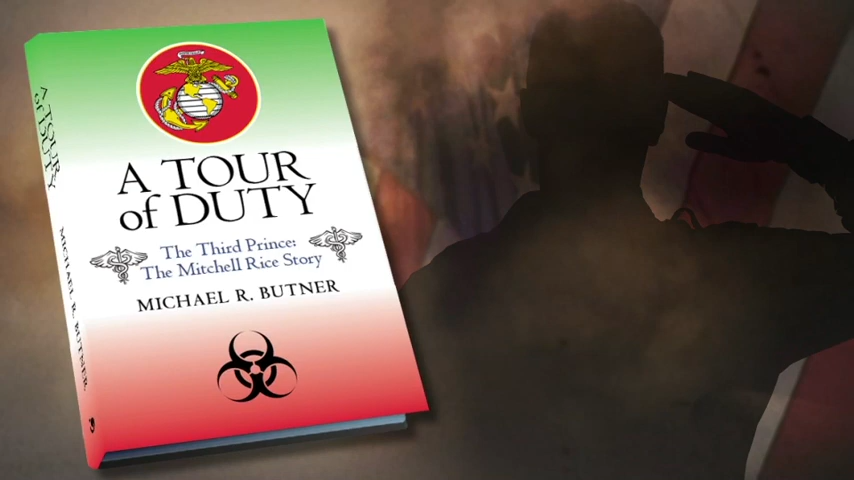 A TOUR
of DUTY
The Third Prince:
The Mitchell Rice Story
MICHAEL R. BUTNER
A TOUR
of DUTY
MICHAEL R. BUTNER